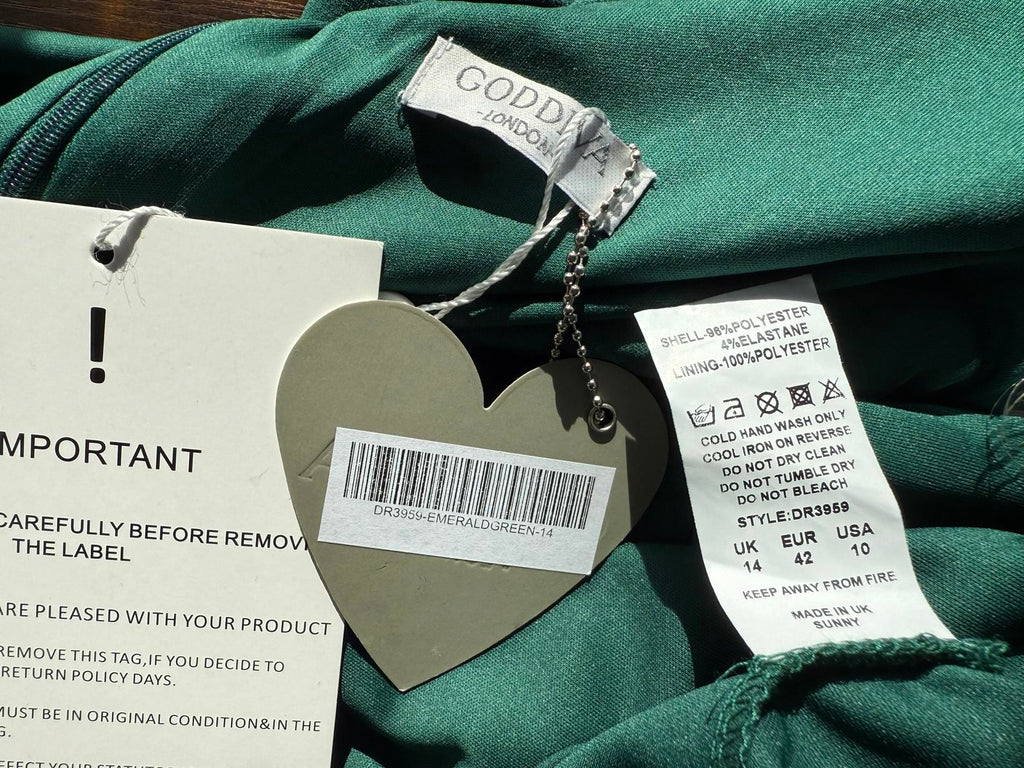 GODDIVA
-LONDON
!
IMPORTANT
CAREFULLY BEFORE
THE LABEL
ARE PLEASED WITH YOUR PRODUCT
REMOVE THIS TAG,IF YOU DECIDE TO
RETURN POLICY DAYS.
MUST BE IN ORIGINAL CONDITION&IN THE
DR3959-EMERALDGREEN-14
SHELL-96%POLYESTER
4%ELASTANE
LINING-100%POLYESTER
COLD HAND WASH ONLY
COOL IRON ON REVERSE
DO NOT DRY CLEAN
DO NOT TUMBLE DRY
DO NOT BLEACH
STYLE:DR3959
UK EUR USA
14 42 10
KEEP AWAY FROM FIRE
MADE IN UK
SUNNY